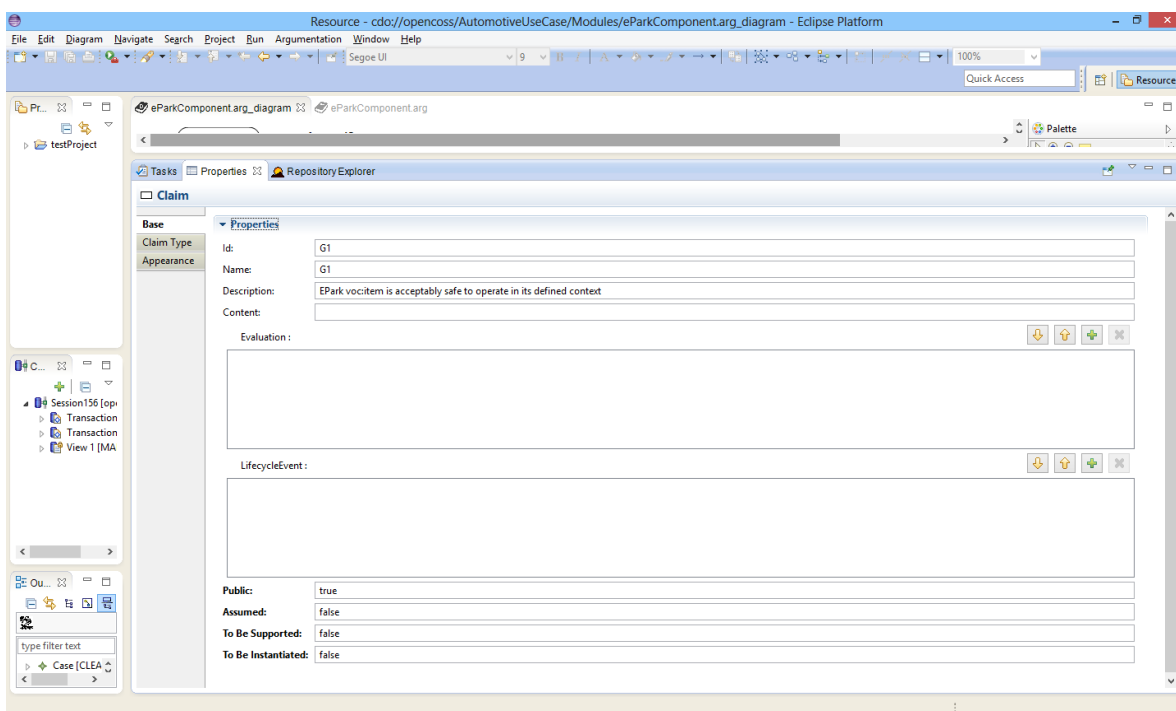 Resource - cdo://opencoss/AutomotiveUseCase/Modules/eParkComponent.arg_diagram - Eclipse Platform
File Edit Diagram Navigate Search Project Run Argumentation Window Help
Segoe UI 9 100%
Quick Access Resource
Pr... eParkComponent.arg_diagram eParkComponent.arg
Palette
testProject
Tasks Properties Repository Explorer
Claim
Base
Properties
Claim Type
Id: G1
Appearance
Name: G1
Description: EPark voc:item is acceptably safe to operate in its defined context
Content:
Evaluation :
C...
Session156 [op
Transaction
Transaction
View 1 [MA
LifecycleEvent :
Ou...
Public: true
Assumed: false
To Be Supported: false
type filter text
To Be Instantiated: false
Case [CLEA